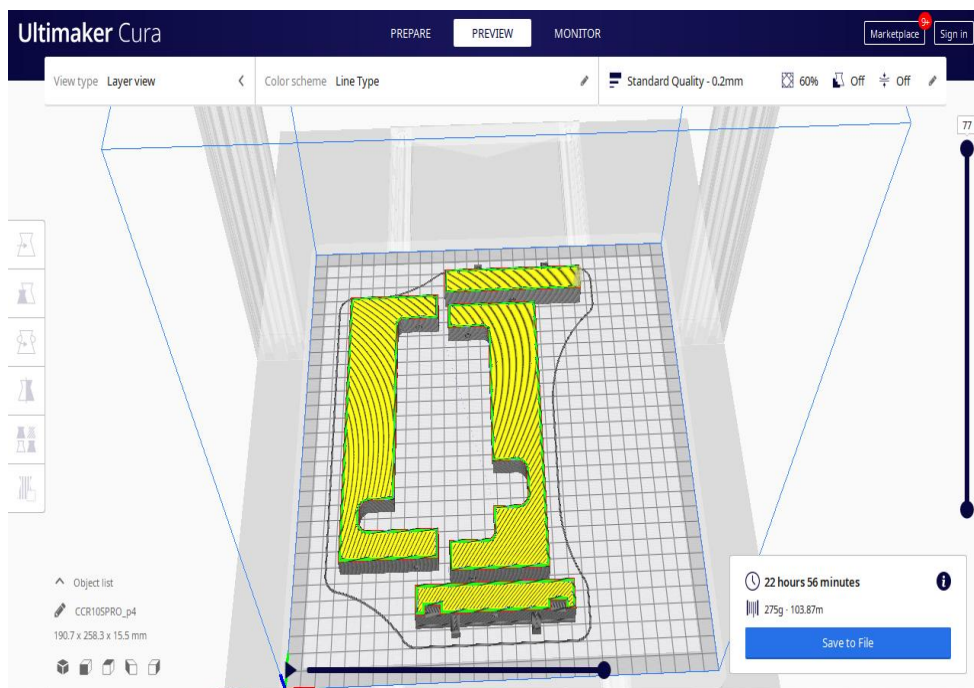 Ultimaker Cura
PREPARE PREVIEW MONITOR
Marketplace 9+ Sign in
View type Layer view
Color scheme Line Type
Standard Quality - 0.2mm 60% Off Off
77
Object list
CCR10SPRO_p4
190.7 x 258.3 x 15.5 mm
22 hours 56 minutes
275g · 103.87m
Save to File